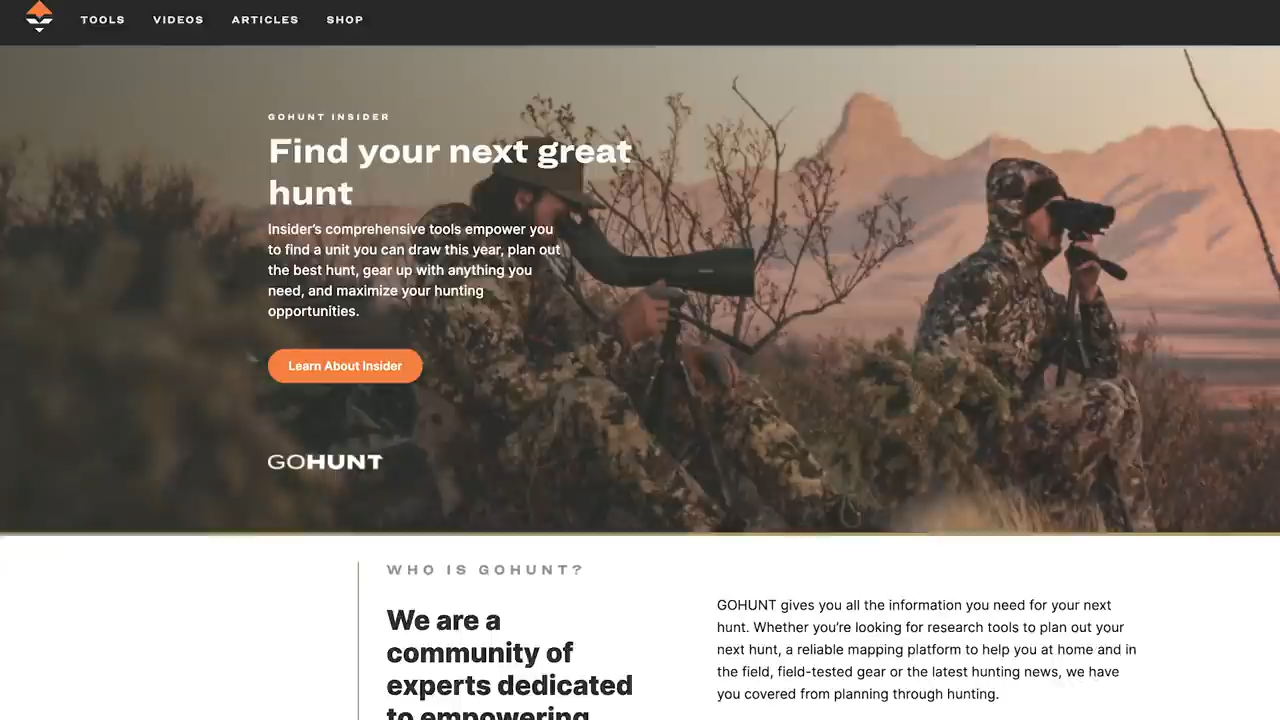 TOOLS VIDEOS ARTICLES SHOP
GOHUNT INSIDER
Find your next great
hunt
Insider’s comprehensive tools empower you
to find a unit you can draw this year, plan out
the best hunt, gear up with anything you
need, and maximize your hunting
opportunities.
Learn About Insider
GOHUNT
WHO IS GOHUNT?
We are a
community of
experts dedicated
to empowering
GOHUNT gives you all the information you need for your next
hunt. Whether you’re looking for research tools to plan out your
next hunt, a reliable mapping platform to help you at home and in
the field, field-tested gear or the latest hunting news, we have
you covered from planning through hunting.